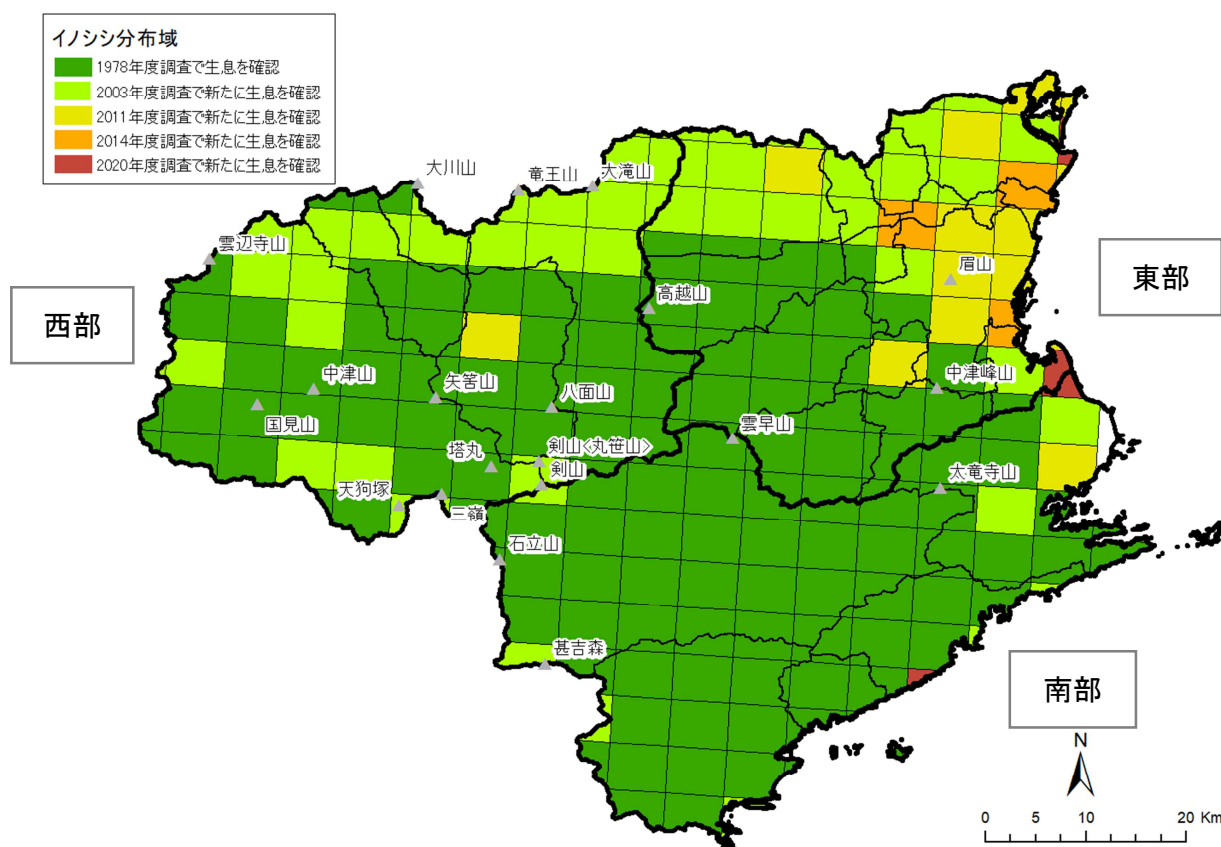 イノシシ分布域
1978年度調査で生息を確認
2003年度調査で新たに生息を確認
2011年度調査で新たに生息を確認
2014年度調査で新たに生息を確認
2020年度調査で新たに生息を確認
大川山
竜王山
大滝山
雲辺寺山
眉山
東部
西部
高越山
中津山
矢筈山
八面山
中津峰山
国見山
雲早山
塔丸
剣山<丸笹山>
剣山
太竜寺山
天狗塚
三嶺
石立山
甚吉森
南部
N
0 5 10 20 Km